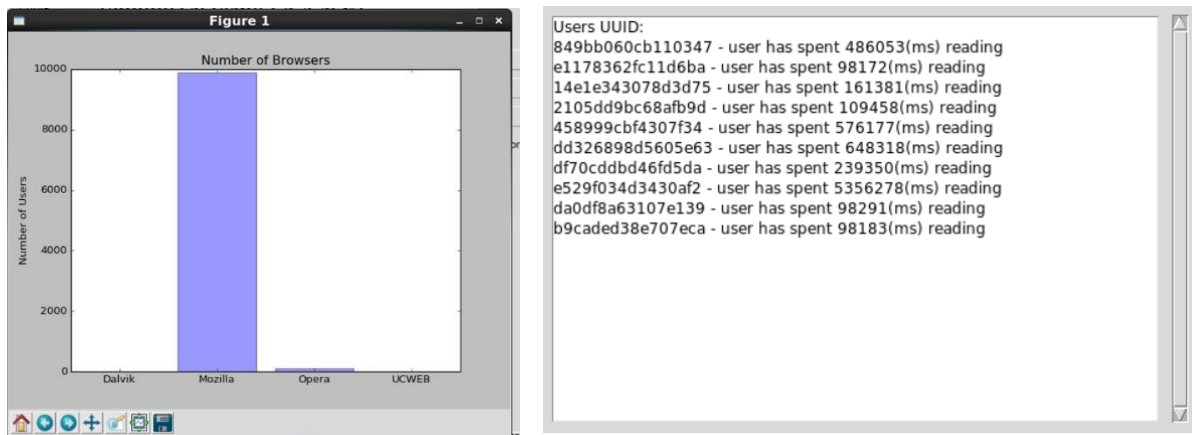 Figure 1
Number of Browsers
10000
8000
6000
4000
2000
0
Number of Users
Dalvik Mozilla Opera UCWEB
Users UUID:
849bb060cb110347 - user has spent 486053(ms) reading
e1178362fc11d6ba - user has spent 98172(ms) reading
14e1e343078d3d75 - user has spent 161381(ms) reading
2105dd9bc68afb9d - user has spent 109458(ms) reading
458999cbf4307f34 - user has spent 576177(ms) reading
dd326898d5605e63 - user has spent 648318(ms) reading
df70cddbd46fd5da - user has spent 239350(ms) reading
e529f034d3430af2 - user has spent 5356278(ms) reading
da0df8a63107e139 - user has spent 98291(ms) reading
b9caded38e707eca - user has spent 98183(ms) reading